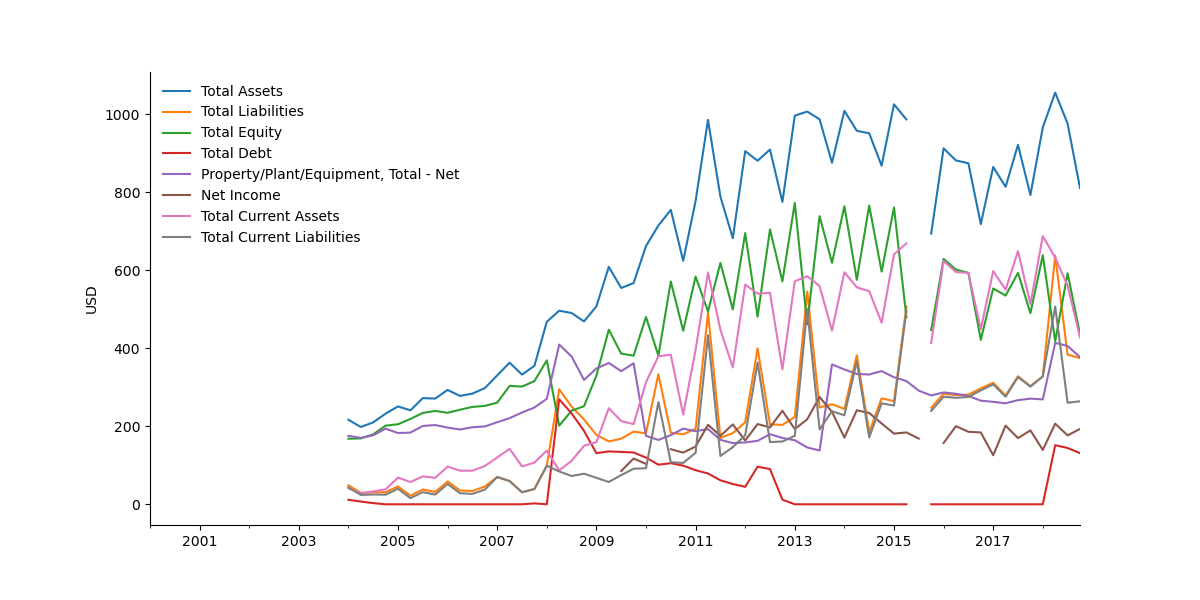 Total Assets
Total Liabilities
Total Equity
Total Debt
Property/Plant/Equipment, Total - Net
Net Income
Total Current Assets
Total Current Liabilities
USD
1000
800
600
400
200
0
2001 2003 2005 2007 2009 2011 2013 2015 2017